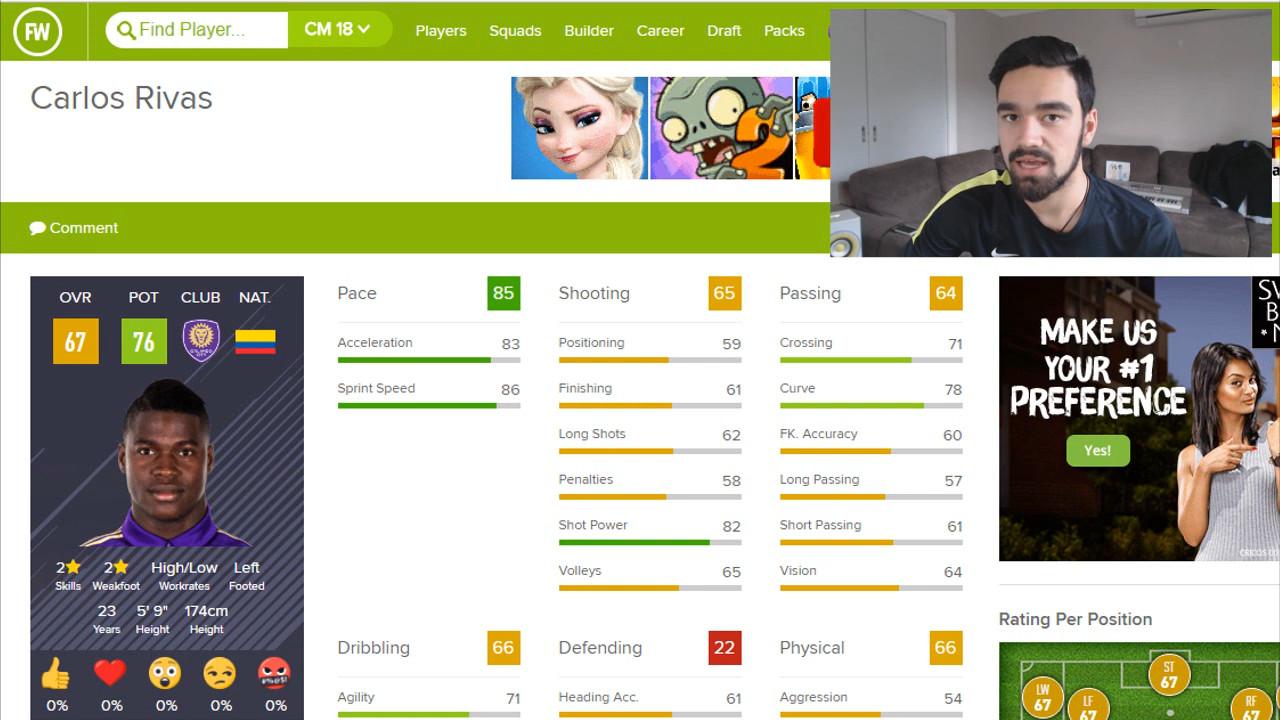 FW
Find Player...
CM 18
Players
Squads
Builder
Career
Draft
Packs
Carlos Rivas
2
Comment
OVR
POT
CLUB
NAT.
67
76
2★
2★
High/Low
Left
Skills
Weakfoot
Workrates
Footed
23
5' 9"
174cm
Years
Height
Height
0%
0%
0%
0%
0%
Pace 85
Acceleration 83
Sprint Speed 86
Shooting 65
Positioning 59
Finishing 61
Long Shots 62
Penalties 58
Shot Power 82
Volleys 65
Passing 64
Crossing 71
Curve 78
FK. Accuracy 60
Long Passing 57
Short Passing 61
Vision 64
Dribbling 66
Agility 71
Defending 22
Heading Acc. 61
Physical 66
Aggression 54
MAKE US
YOUR #1
PREFERENCE
Yes!
Rating Per Position
ST
67
LW
67
LF
67
RF
67